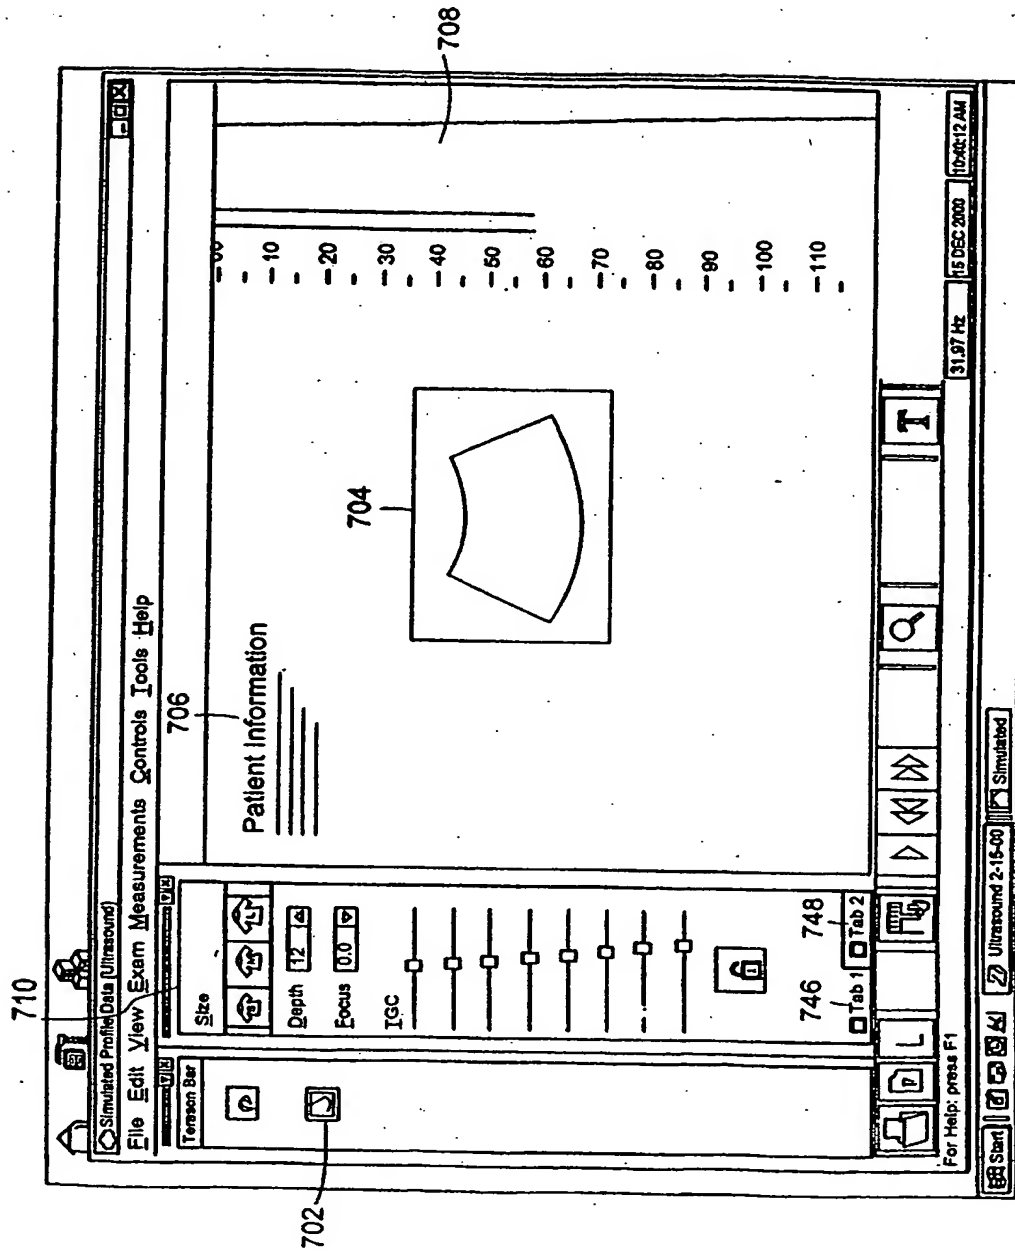 710
Simulated Profile Data (Ultrasound)
File Edit View Exam Measurements Controls Tools Help
Terason Bar
702
Size
S M L
Depth 12
Focus 0.0
TGC
746
748
Tab 1
Tab 2
706
Patient Information
704
00
10
20
30
40
50
60
70
80
90
100
110
708
L
T
For Help; press F1
31.97 Hz
15 DEC 2000
10:40:12 AM
Start
Ultrasound 2-15-00
Simulated